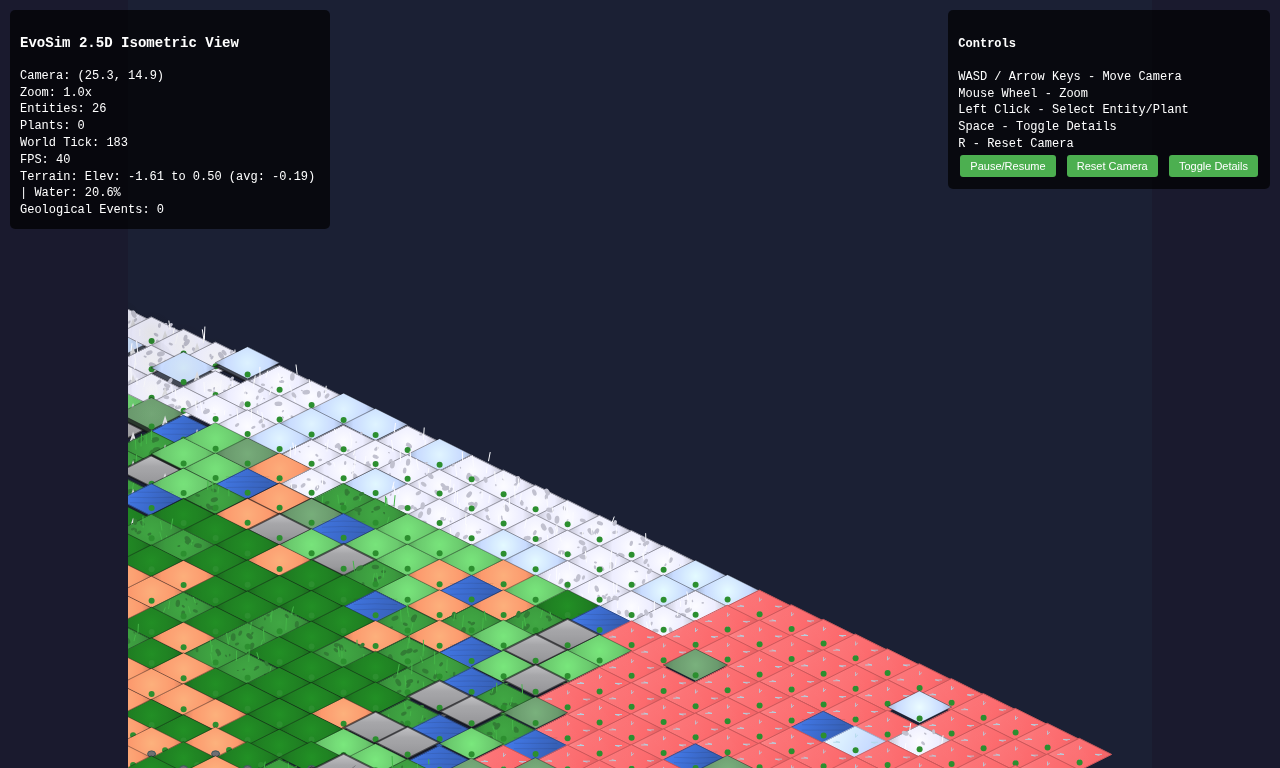 EvoSim 2.5D Isometric View
Camera: (25.3, 14.9)
Zoom: 1.0x
Entities: 26
Plants: 0
World Tick: 183
FPS: 40
Terrain: Elev: -1.61 to 0.50 (avg: -0.19)
| Water: 20.6%
Geological Events: 0
Controls
WASD / Arrow Keys - Move Camera
Mouse Wheel - Zoom
Left Click - Select Entity/Plant
Space - Toggle Details
R - Reset Camera
Pause/Resume Reset Camera Toggle Details